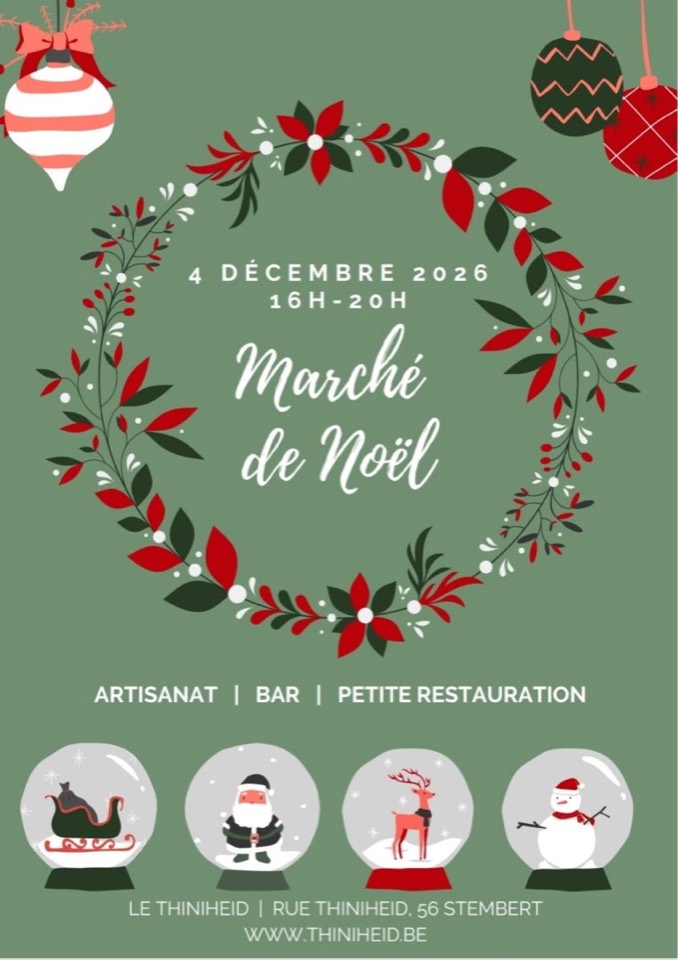 4 DÉCEMBRE 2026
16H-20H
Marché
de Noël
ARTISANAT | BAR | PETITE RESTAURATION
LE THINIHEID | RUE THINIHEID, 56 STEMBERT
WWW.THINIHEID.BE